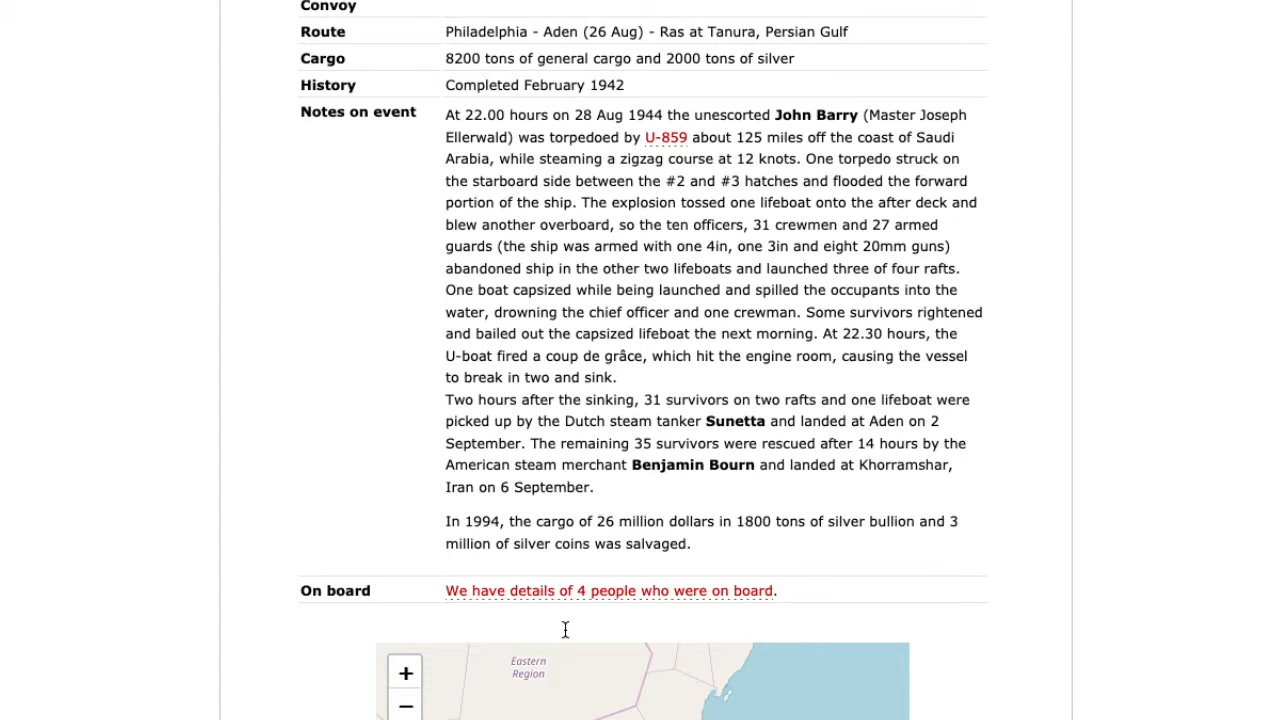 Convoy
Route Philadelphia - Aden (26 Aug) - Ras at Tanura, Persian Gulf
Cargo 8200 tons of general cargo and 2000 tons of silver
History Completed February 1942
Notes on event At 22.00 hours on 28 Aug 1944 the unescorted John Barry (Master Joseph
Ellerwald) was torpedoed by U-859 about 125 miles off the coast of Saudi
Arabia, while steaming a zigzag course at 12 knots. One torpedo struck on
the starboard side between the #2 and #3 hatches and flooded the forward
portion of the ship. The explosion tossed one lifeboat onto the after deck and
blew another overboard, so the ten officers, 31 crewmen and 27 armed
guards (the ship was armed with one 4in, one 3in and eight 20mm guns)
abandoned ship in the other two lifeboats and launched three of four rafts.
One boat capsized while being launched and spilled the occupants into the
water, drowning the chief officer and one crewman. Some survivors rightened
and bailed out the capsized lifeboat the next morning. At 22.30 hours, the
U-boat fired a coup de grâce, which hit the engine room, causing the vessel
to break in two and sink.
Two hours after the sinking, 31 survivors on two rafts and one lifeboat were
picked up by the Dutch steam tanker Sunetta and landed at Aden on 2
September. The remaining 35 survivors were rescued after 14 hours by the
American steam merchant Benjamin Bourn and landed at Khorramshar,
Iran on 6 September.
In 1994, the cargo of 26 million dollars in 1800 tons of silver bullion and 3
million of silver coins was salvaged.
On board We have details of 4 people who were on board.
Eastern
Region
+
−